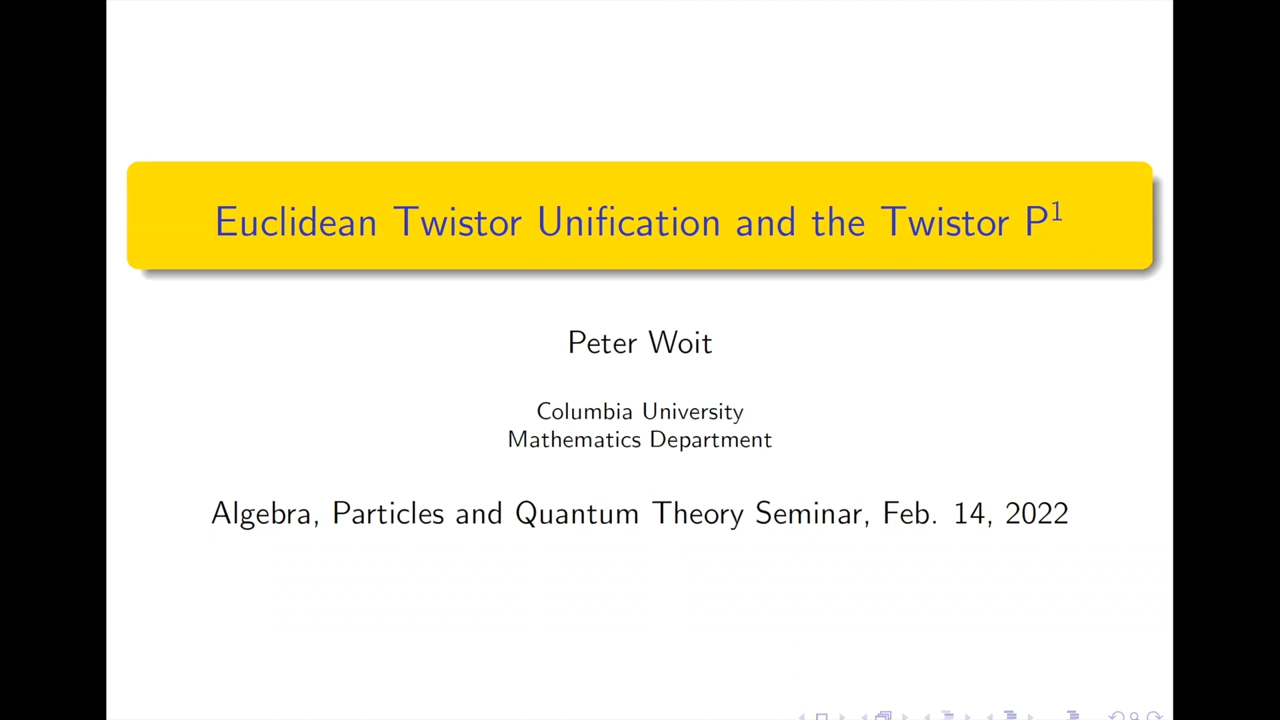 Euclidean Twistor Unification and the Twistor P¹
Peter Woit
Columbia University
Mathematics Department
Algebra, Particles and Quantum Theory Seminar, Feb. 14, 2022